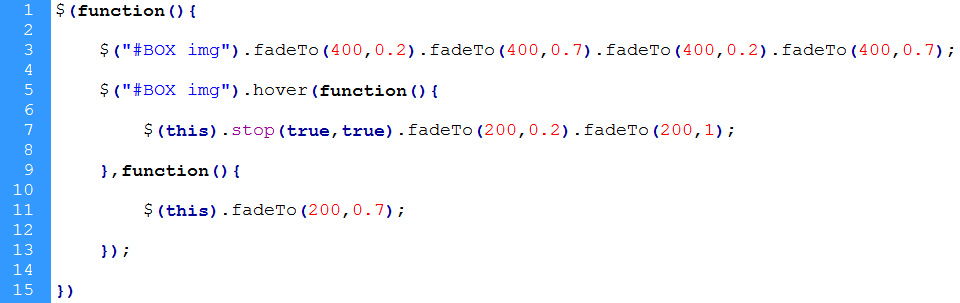 1 $(function(){
2
3 $("#BOX img").fadeTo(400,0.2).fadeTo(400,0.7).fadeTo(400,0.2).fadeTo(400,0.7);
4
5 $("#BOX img").hover(function(){
6
7 $(this).stop(true,true).fadeTo(200,0.2).fadeTo(200,1);
8
9 },function(){
10
11 $(this).fadeTo(200,0.7);
12
13 });
14
15 })